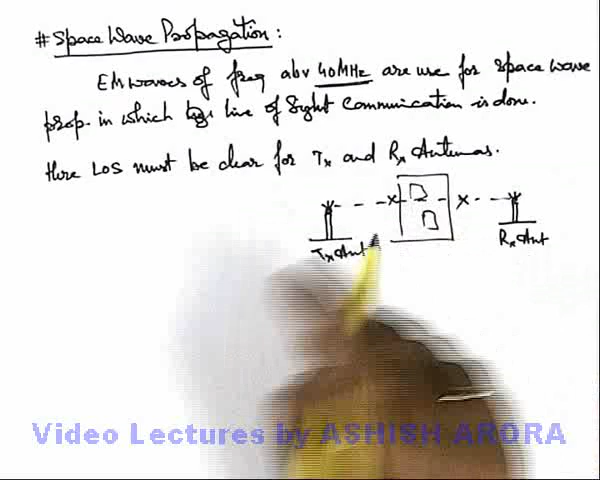 # Space Wave Propagation :
EM waves of freq abv 40MHz are use for space wave
prop. in which line of Sight Communication is done.
Here LOS must be clear for Tx and Rx Antennas.
Tx Ant
Rx Ant
Video Lectures by ASHISH ARORA